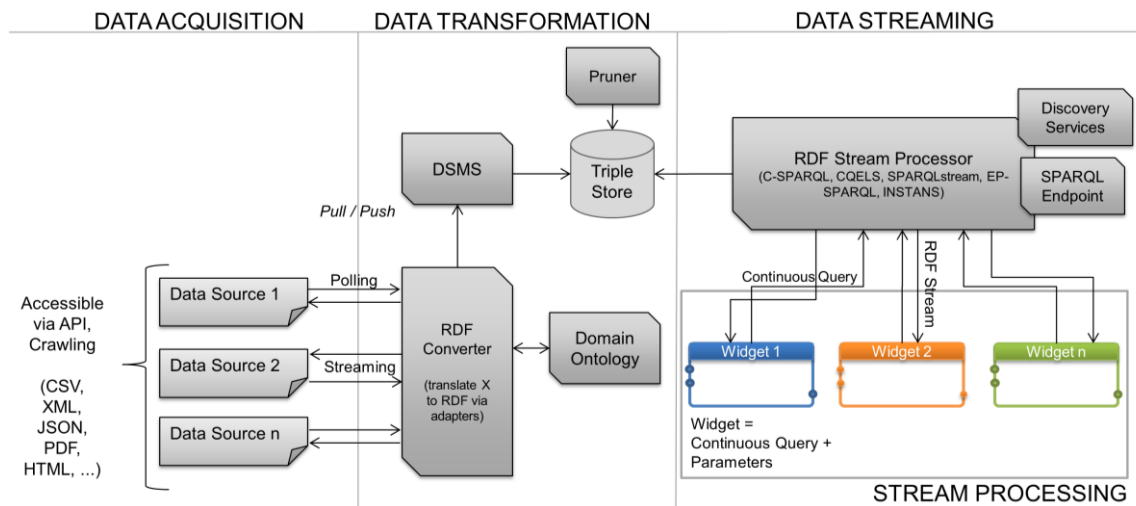 DATA ACQUISITION
DATA TRANSFORMATION
DATA STREAMING
Pruner
DSMS
Triple
Store
Pull / Push
RDF Stream Processor
(C-SPARQL, CQELS, SPARQLstream, EP-
SPARQL, INSTANS)
Discovery
Services
SPARQL
Endpoint
Accessible
via API,
Crawling
(CSV,
XML,
JSON,
PDF,
HTML, ...)
Data Source 1
Data Source 2
Data Source n
Polling
Streaming
RDF
Converter
(translate X
to RDF via
adapters)
Domain
Ontology
Continuous Query
RDF Stream
Widget 1
Widget 2
Widget n
Widget =
Continuous Query +
Parameters
STREAM PROCESSING